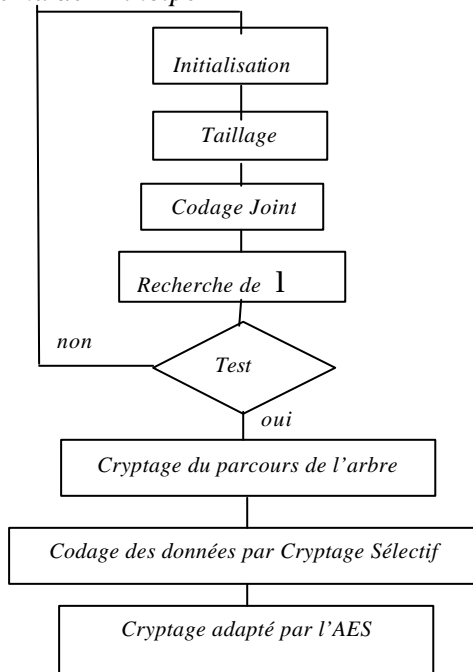 Initialisation
Taillage
Codage Joint
Recherche de l
non
Test
oui
Cryptage du parcours de l'arbre
Codage des données par Cryptage Sélectif
Cryptage adapté par l'AES